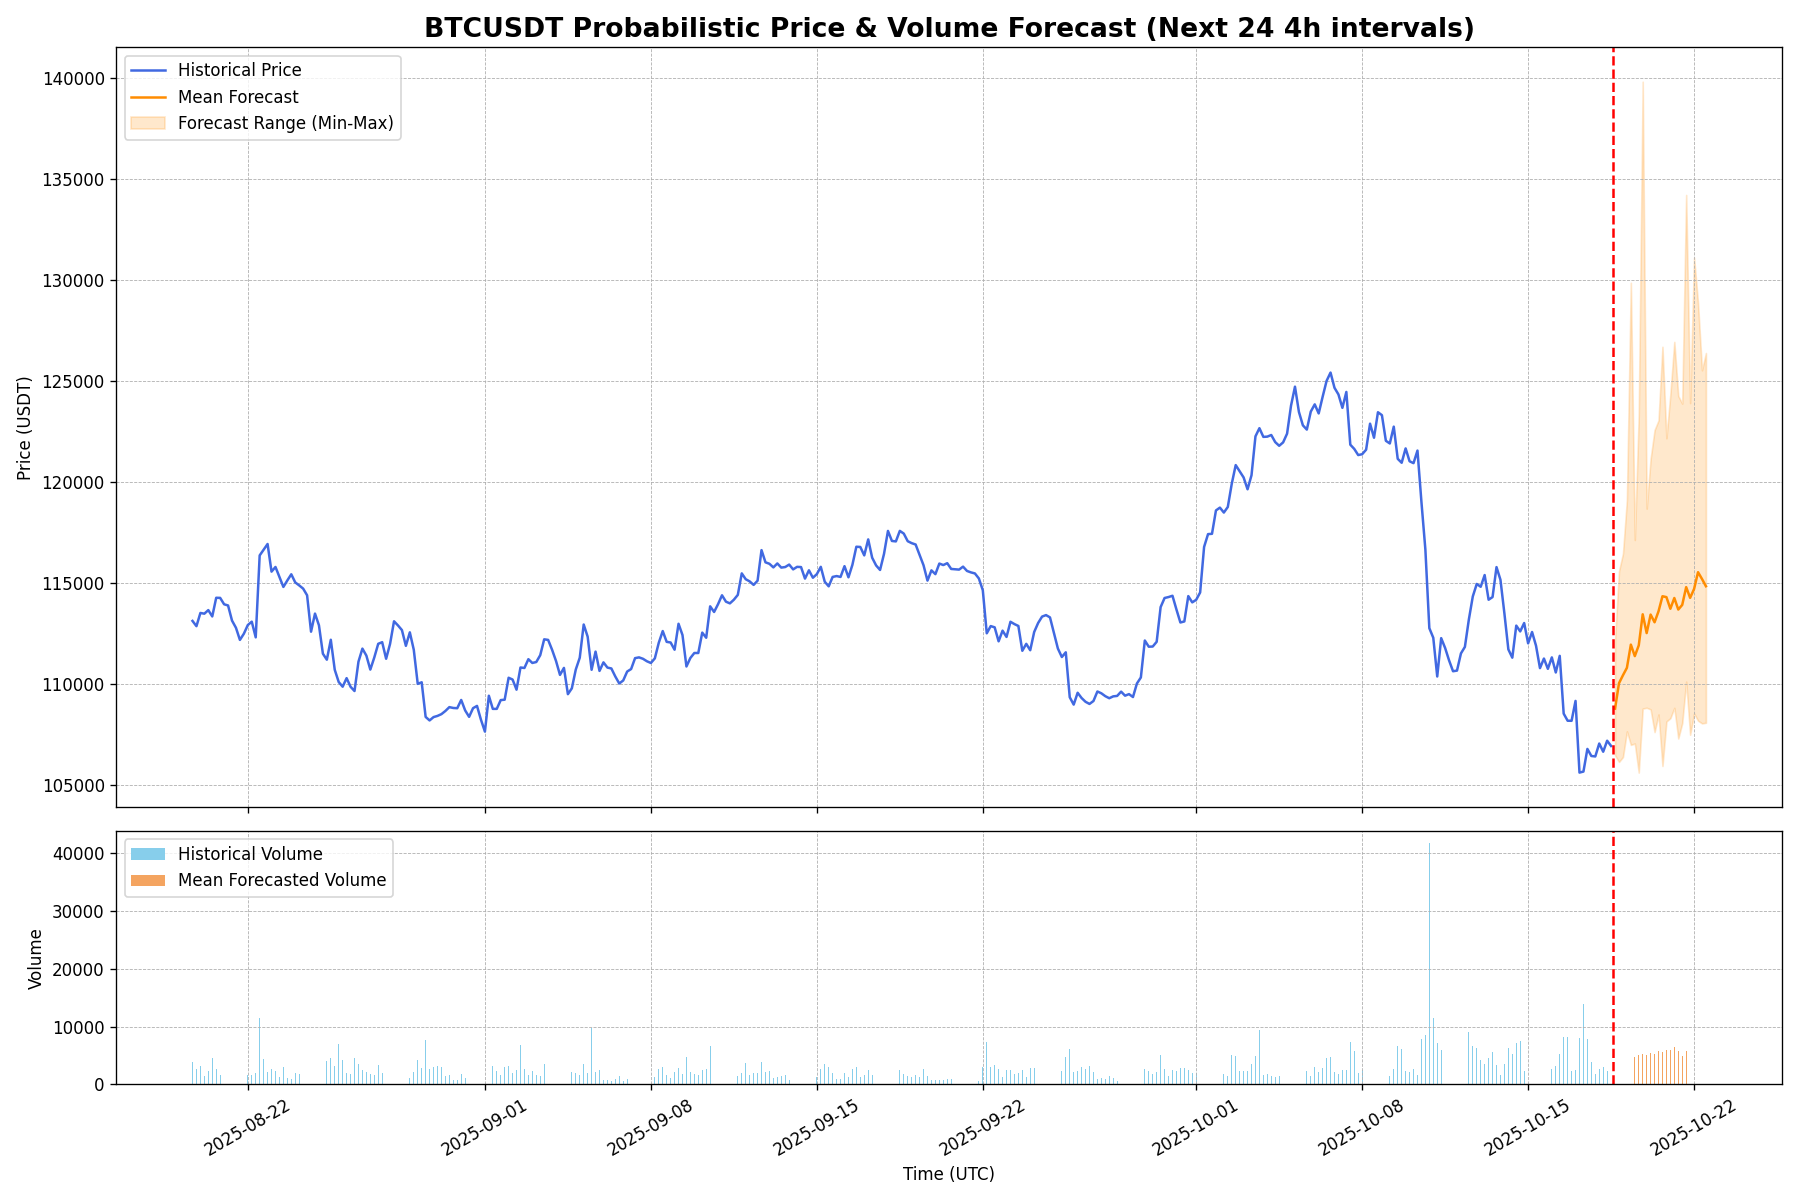 BTCUSDT Probabilistic Price & Volume Forecast (Next 24 4h intervals)
Historical Price
Mean Forecast
Forecast Range (Min-Max)
140000
135000
130000
125000
120000
115000
110000
105000
Price (USDT)
Historical Volume
Mean Forecasted Volume
40000
30000
20000
10000
0
Volume
2025-08-22
2025-09-01
2025-09-08
2025-09-15
2025-09-22
2025-10-01
2025-10-08
2025-10-15
2025-10-22
Time (UTC)